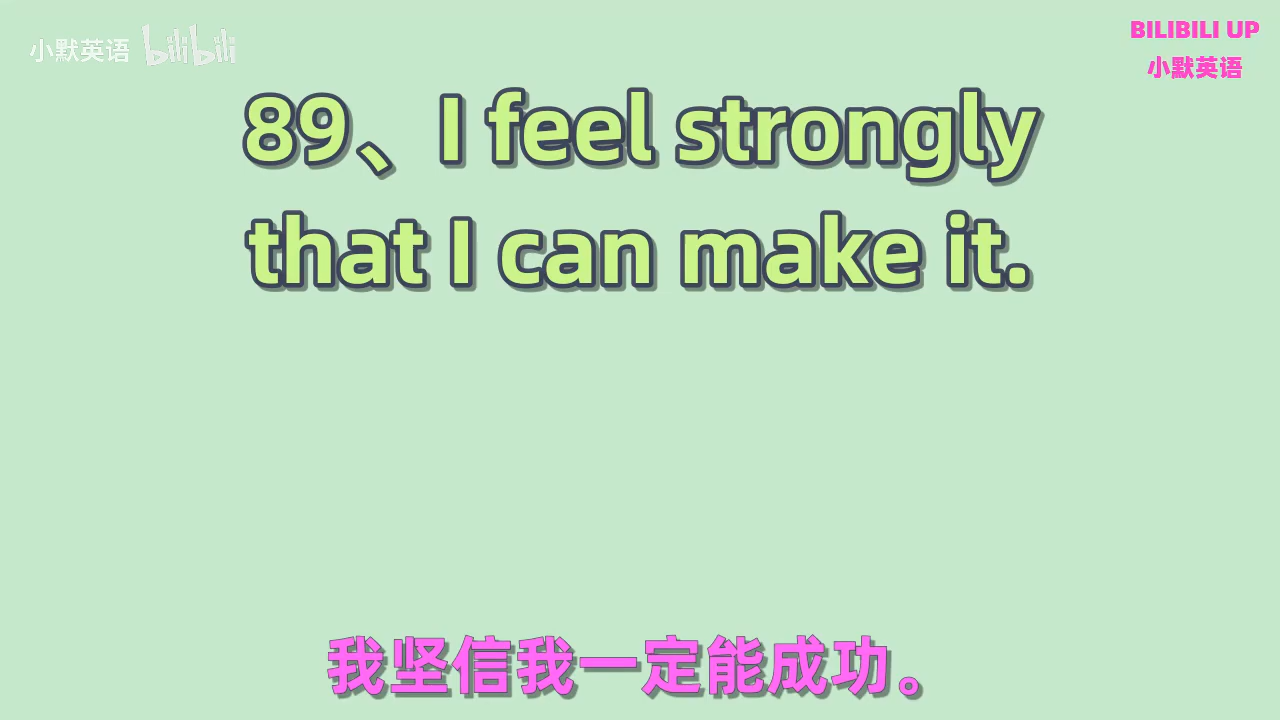 小默英语 bilibili
BILIBILI UP
小默英语
89、I feel strongly
that I can make it.
我坚信我一定能成功。